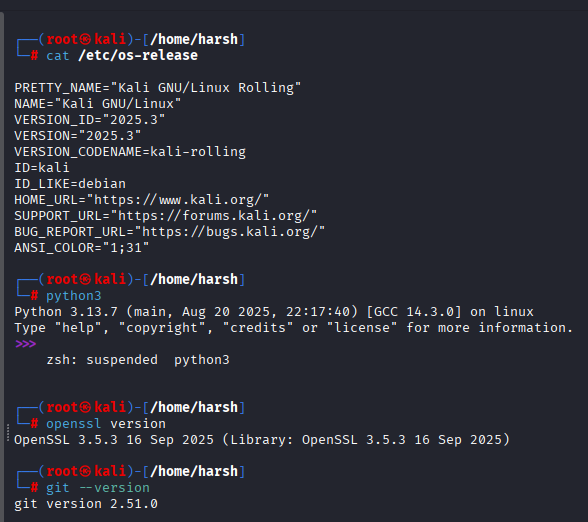 ┌──(root㉿kali)-[/home/harsh]
└─# cat /etc/os-release
PRETTY_NAME="Kali GNU/Linux Rolling"
NAME="Kali GNU/Linux"
VERSION_ID="2025.3"
VERSION="2025.3"
VERSION_CODENAME=kali-rolling
ID=kali
ID_LIKE=debian
HOME_URL="https://www.kali.org/"
SUPPORT_URL="https://forums.kali.org/"
BUG_REPORT_URL="https://bugs.kali.org/"
ANSI_COLOR="1;31"
┌──(root㉿kali)-[/home/harsh]
└─# python3
Python 3.13.7 (main, Aug 20 2025, 22:17:40) [GCC 14.3.0] on linux
Type "help", "copyright", "credits" or "license" for more information.
>>>
zsh: suspended  python3
┌──(root㉿kali)-[/home/harsh]
└─# openssl version
OpenSSL 3.5.3 16 Sep 2025 (Library: OpenSSL 3.5.3 16 Sep 2025)
┌──(root㉿kali)-[/home/harsh]
└─# git --version
git version 2.51.0